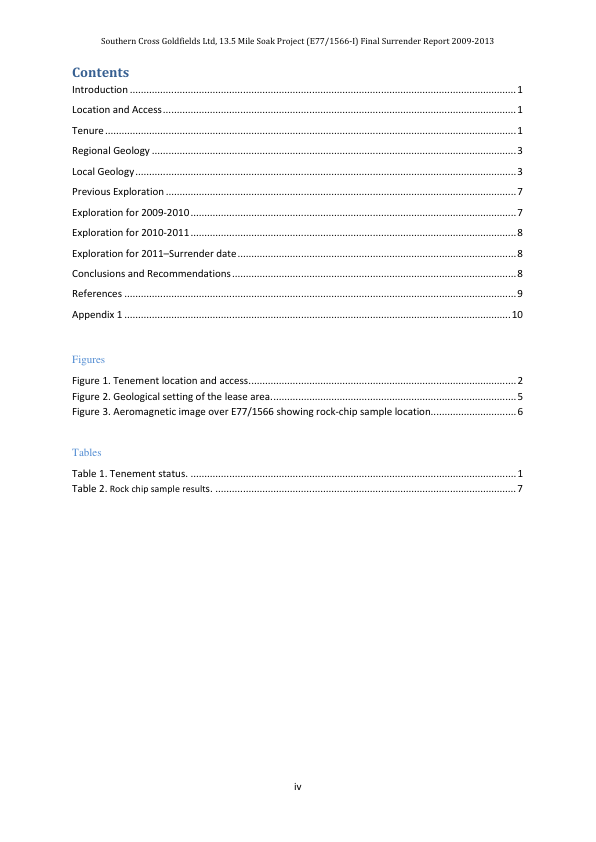 Southern Cross Goldfields Ltd, 13.5 Mile Soak Project (E77/1566-I) Final Surrender Report 2009-2013
Contents
Introduction ........................................................................ 1
Location and Access ........................................................................ 1
Tenure ........................................................................ 1
Regional Geology ........................................................................ 3
Local Geology ........................................................................ 3
Previous Exploration ........................................................................ 7
Exploration for 2009-2010 ........................................................................ 7
Exploration for 2010-2011 ........................................................................ 8
Exploration for 2011–Surrender date ........................................................................ 8
Conclusions and Recommendations ........................................................................ 8
References ........................................................................ 9
Appendix 1 ........................................................................ 10
Figures
Figure 1. Tenement location and access ........................................................................ 2
Figure 2. Geological setting of the lease area ........................................................................ 5
Figure 3. Aeromagnetic image over E77/1566 showing rock-chip sample location ........................................................................ 6
Tables
Table 1. Tenement status. ........................................................................ 1
Table 2. Rock chip sample results. ........................................................................ 7
iv